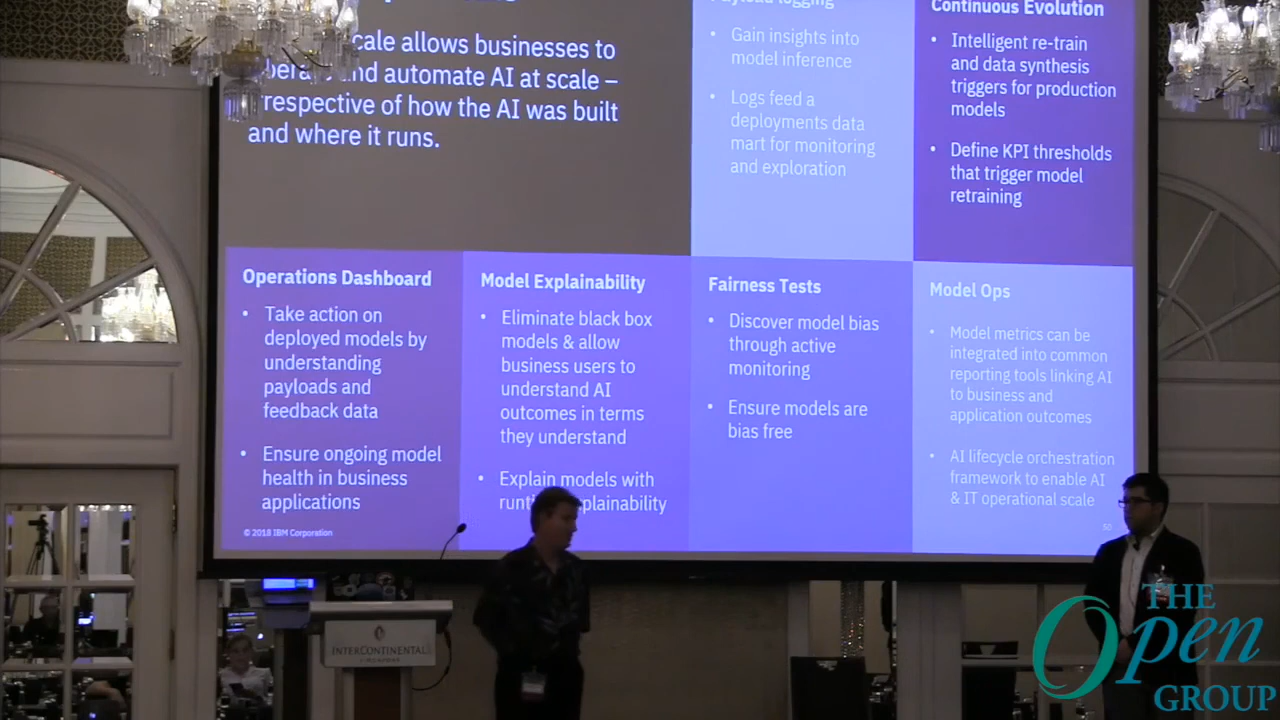 cale allows businesses to
and automate AI at scale –
rrespective of how the AI was built
and where it runs.
Payload logging
• Gain insights into
model inference
• Logs feed a
deployments data
mart for monitoring
and exploration
Continuous Evolution
• Intelligent re-train
and data synthesis
triggers for production
models
• Define KPI thresholds
that trigger model
retraining
Operations Dashboard
• Take action on
deployed models by
understanding
payloads and
feedback data
• Ensure ongoing model
health in business
applications
© 2018 IBM Corporation
Model Explainability
• Eliminate black box
models & allow
business users to
understand AI
outcomes in terms
they understand
• Explain models with
Fairness Tests
• Discover model bias
through active
monitoring
• Ensure models are
bias free
Model Ops
• Model metrics can be
integrated into common
reporting tools linking AI
to business and
application outcomes
• AI lifecycle orchestration
framework to enable AI
& IT operational scale
50
INTERCONTINENTAL
THE
Open
GROUP